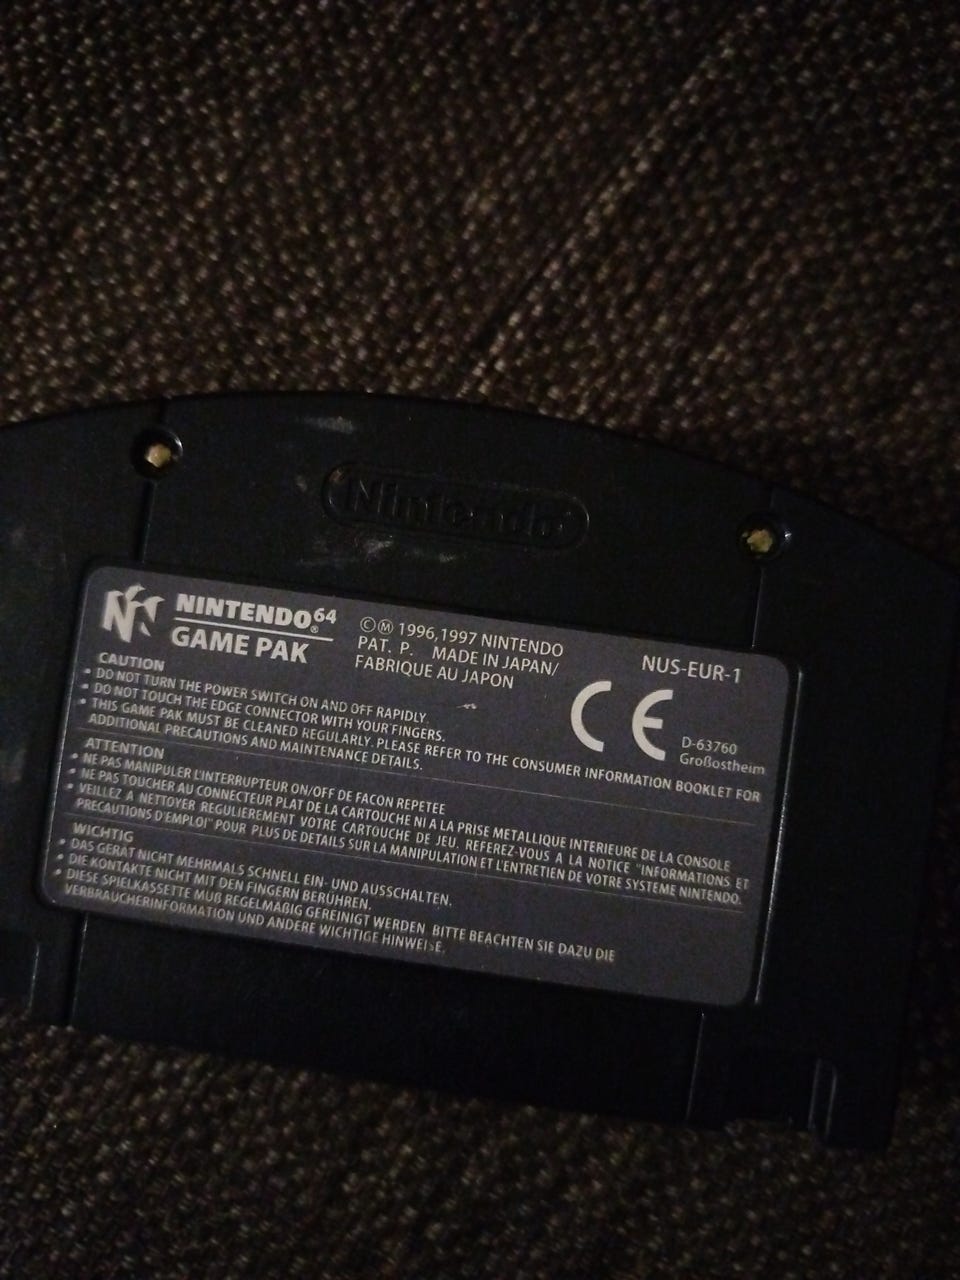 Nintendo
NINTENDO 64®
GAME PAK
©Ⓜ 1996,1997 NINTENDO
PAT. P. MADE IN JAPAN/
FABRIQUE AU JAPON
NUS-EUR-1
CE
D-63760
Großostheim
CAUTION
• DO NOT TURN THE POWER SWITCH ON AND OFF RAPIDLY.
• DO NOT TOUCH THE EDGE CONNECTOR WITH YOUR FINGERS.
• THIS GAME PAK MUST BE CLEANED REGULARLY. PLEASE REFER TO THE CONSUMER INFORMATION BOOKLET FOR
ADDITIONAL PRECAUTIONS AND MAINTENANCE DETAILS.
ATTENTION
• NE PAS MANIPULER L'INTERRUPTEUR ON/OFF DE FACON REPETEE
• NE PAS TOUCHER AU CONNECTEUR PLAT DE LA CARTOUCHE NI A LA PRISE METALLIQUE INTERIEURE DE LA CONSOLE
• VEILLEZ A NETTOYER REGULIEREMENT VOTRE CARTOUCHE DE JEU. REFEREZ-VOUS A LA NOTICE "INFORMATIONS ET
PRECAUTIONS D'EMPLOI" POUR PLUS DE DETAILS SUR LA MANIPULATION ET L'ENTRETIEN DE VOTRE SYSTEME NINTENDO.
WICHTIG
• DAS GERÄT NICHT MEHRMALS SCHNELL EIN- UND AUSSCHALTEN.
• DIE KONTAKTE NICHT MIT DEN FINGERN BERÜHREN.
• DIESE SPIELKASSETTE MUß REGELMAßIG GEREINIGT WERDEN. BITTE BEACHTEN SIE DAZU DIE
VERBRAUCHERINFORMATION UND ANDERE WICHTIGE HINWEISE.